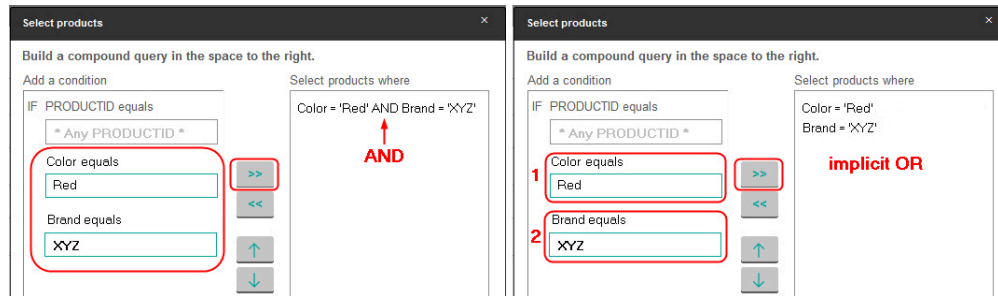 Select products
×
Build a compound query in the space to the right.
Add a condition
Select products where
IF PRODUCTID equals
* Any PRODUCTID *
Color equals
Red
Brand equals
XYZ
>>
<<
↑
↓
Color = 'Red' AND Brand = 'XYZ'
AND
Select products
×
Build a compound query in the space to the right.
Add a condition
Select products where
IF PRODUCTID equals
* Any PRODUCTID *
1
Color equals
Red
2
Brand equals
XYZ
>>
<<
↑
↓
Color = 'Red'
Brand = 'XYZ'
implicit OR